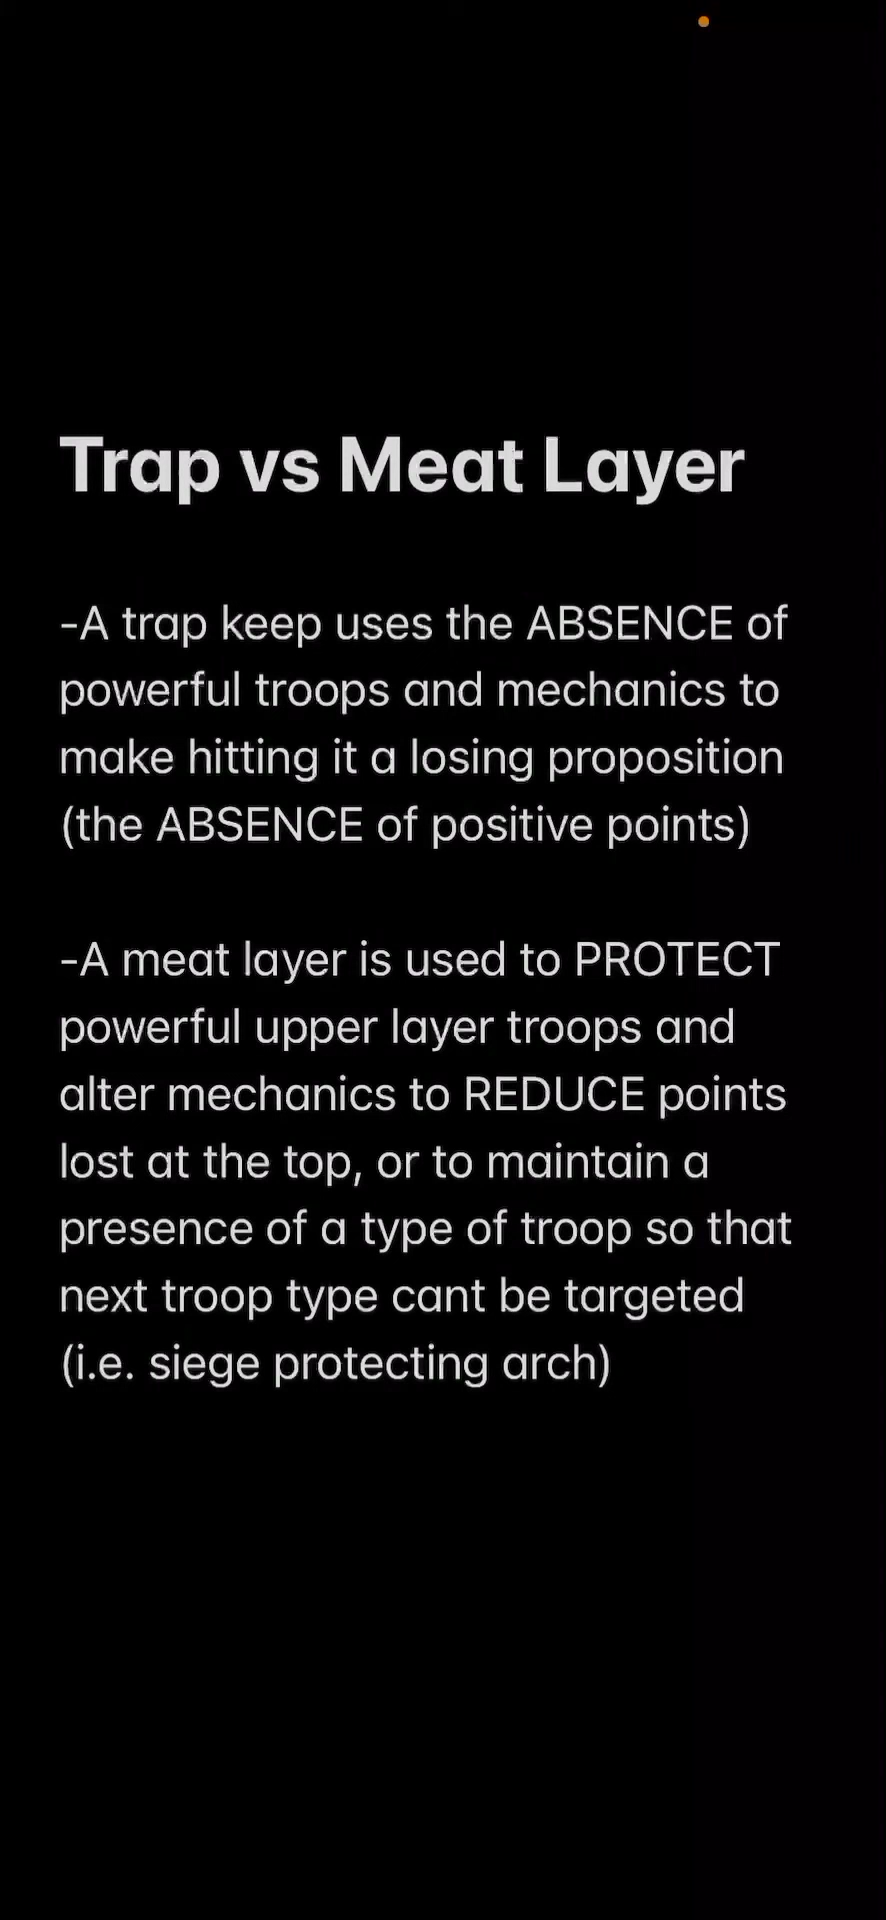 Trap vs Meat Layer
-A trap keep uses the ABSENCE of
powerful troops and mechanics to
make hitting it a losing proposition
(the ABSENCE of positive points)
-A meat layer is used to PROTECT
powerful upper layer troops and
alter mechanics to REDUCE points
lost at the top, or to maintain a
presence of a type of troop so that
next troop type cant be targeted
(i.e. siege protecting arch)